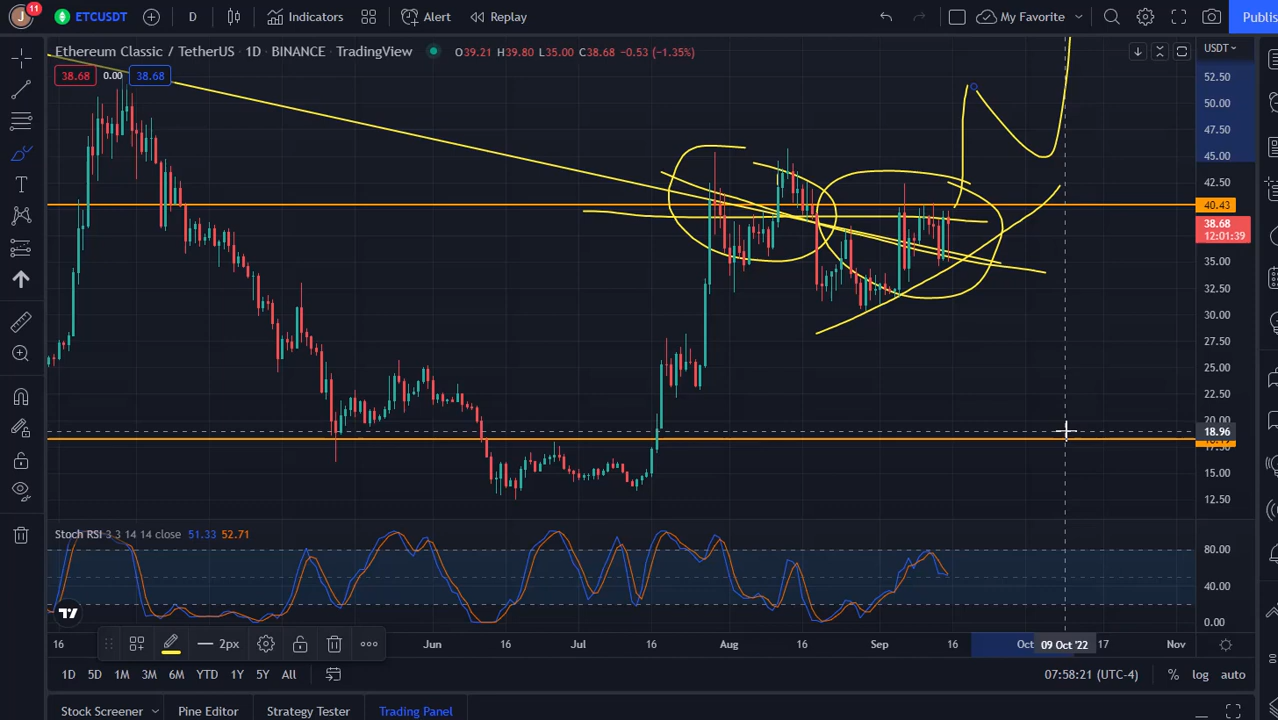 J 11 ETCUSDT D Indicators Alert Replay My Favorite Publis
Ethereum Classic / TetherUS · 1D · BINANCE · TradingView O39.21 H39.80 L35.00 C38.68 −0.53 (−1.35%) USDT
38.68 0.00 38.68
52.50
50.00
47.50
45.00
42.50
40.43
38.68
12:01:39
35.00
32.50
30.00
27.50
25.00
22.50
20.00
18.96
17.50
15.00
12.50
Stoch RSI 3 3 14 14 close 51.33 52.71
80.00
40.00
0.00
16 Jun 16 Jul 16 Aug 16 Sep 16 Oct 09 Oct '22 17 Nov
2px
1D 5D 1M 3M 6M YTD 1Y 5Y All 07:58:21 (UTC-4) % log auto
Stock Screener Pine Editor Strategy Tester Trading Panel